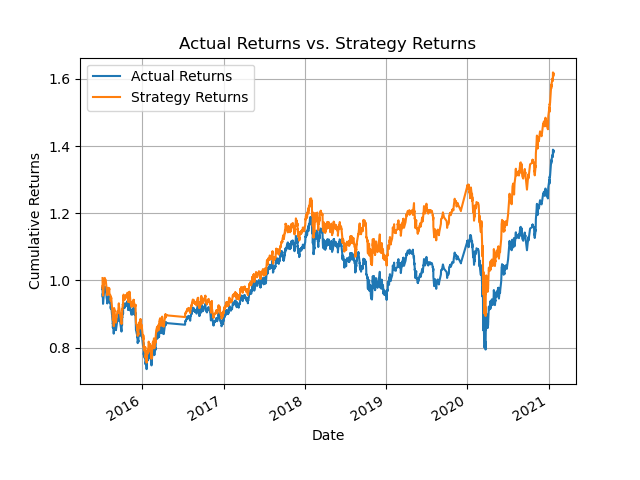 Actual Returns vs. Strategy Returns
Actual Returns
Strategy Returns
Cumulative Returns
1.6
1.4
1.2
1.0
0.8
2016
2017
2018
2019
2020
2021
Date